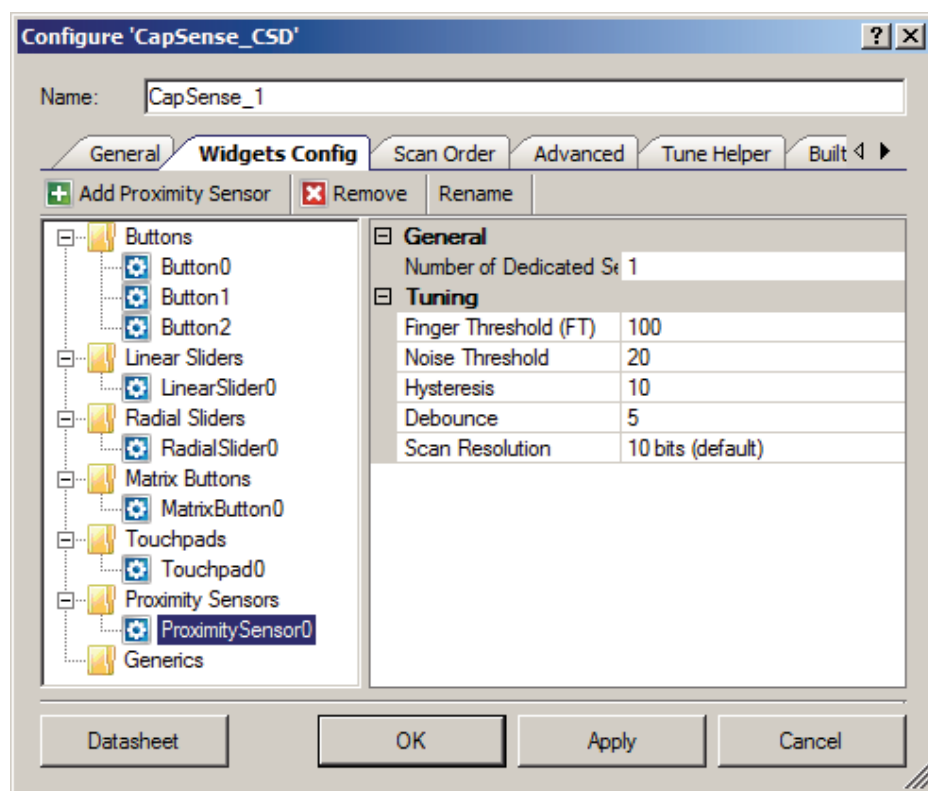 Configure 'CapSense_CSD'
Name: CapSense_1
General Widgets Config Scan Order Advanced Tune Helper Built
Add Proximity Sensor Remove Rename
Buttons
Button0
Button1
Button2
Linear Sliders
LinearSlider0
Radial Sliders
RadialSlider0
Matrix Buttons
MatrixButton0
Touchpads
Touchpad0
Proximity Sensors
ProximitySensor0
Generics
General
Number of Dedicated Se 1
Tuning
Finger Threshold (FT) 100
Noise Threshold 20
Hysteresis 10
Debounce 5
Scan Resolution 10 bits (default)
Datasheet OK Apply Cancel